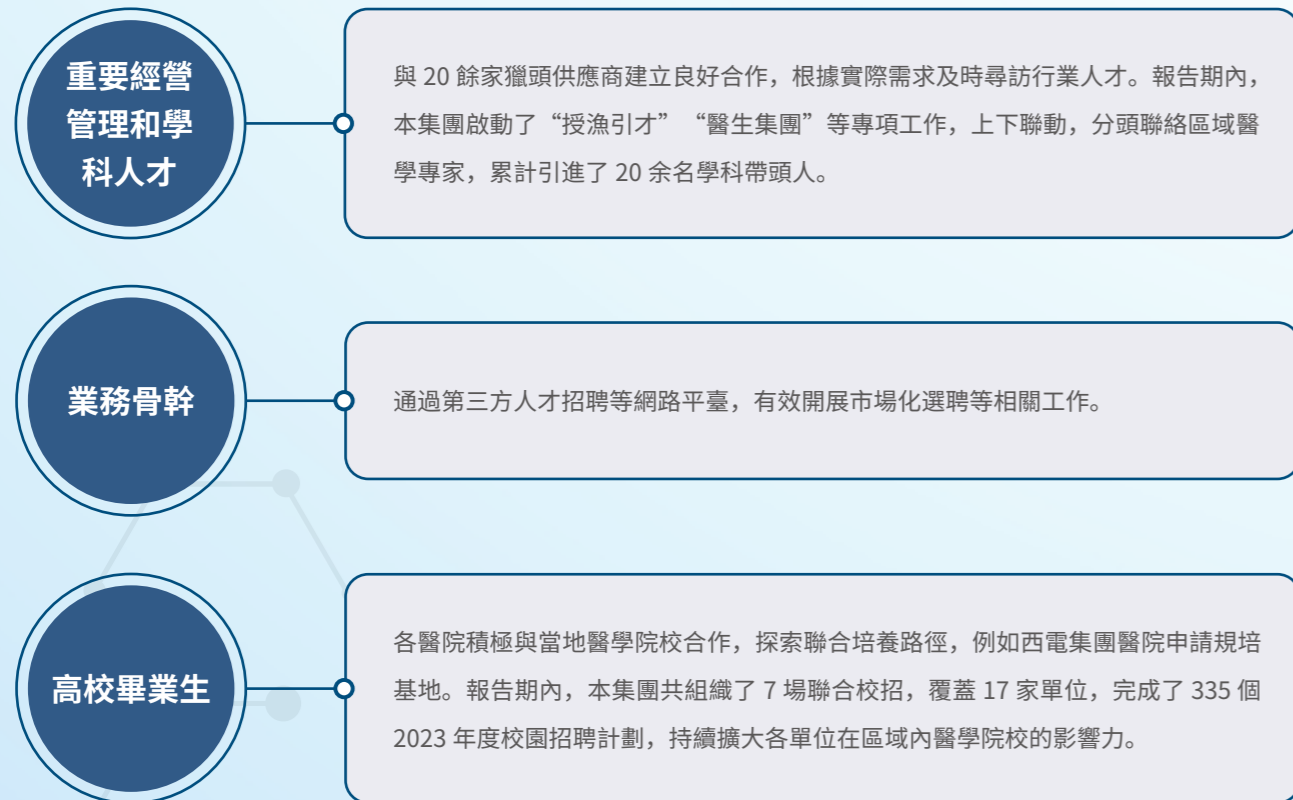 重要經營
管理和學
科人才
與 20 餘家獵頭供應商建立良好合作，根據實際需求及時尋訪行業人才。報告期內，
本集團啟動了“授漁引才”“醫生集團”等專項工作，上下聯動，分頭聯絡區域醫
學專家，累計引進了 20 余名學科帶頭人。
業務骨幹
通過第三方人才招聘等網路平臺，有效開展市場化選聘等相關工作。
高校畢業生
各醫院積極與當地醫學院校合作，探索聯合培養路徑，例如西電集團醫院申請規培
基地。報告期內，本集團共組織了 7 場聯合校招，覆蓋 17 家單位，完成了 335 個
2023 年度校園招聘計劃，持續擴大各單位在區域內醫學院校的影響力。